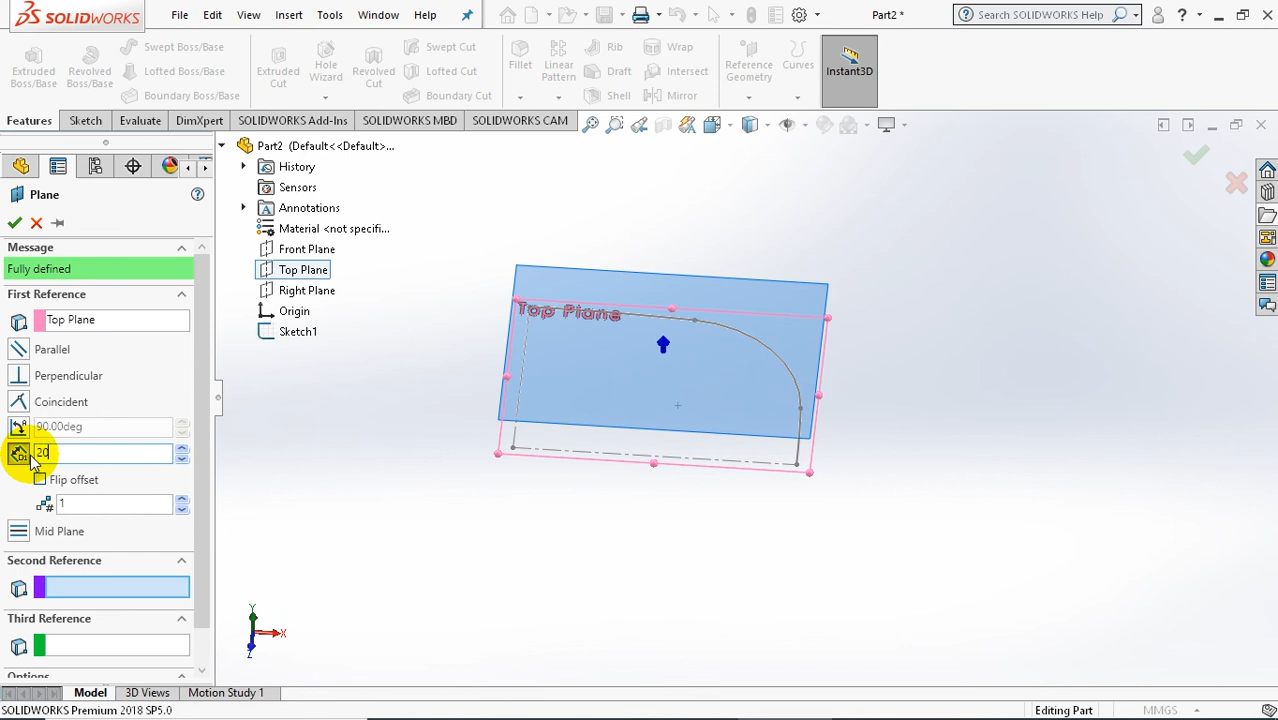 SOLIDWORKS File Edit View Insert Tools Window Help Part2 * Search SOLIDWORKS Help
Extruded Boss/Base
Revolved Boss/Base
Swept Boss/Base
Lofted Boss/Base
Boundary Boss/Base
Extruded Cut
Hole Wizard
Revolved Cut
Swept Cut
Lofted Cut
Boundary Cut
Fillet
Linear Pattern
Rib
Draft
Shell
Wrap
Intersect
Mirror
Reference Geometry
Curves
Instant3D
Features Sketch Evaluate DimXpert SOLIDWORKS Add-Ins SOLIDWORKS MBD SOLIDWORKS CAM
Part2 (Default<<Default>...
History
Sensors
Annotations
Material <not specifi...
Front Plane
Top Plane
Right Plane
Origin
Sketch1
Plane
Message
Fully defined
First Reference
Top Plane
Parallel
Perpendicular
Coincident
90.00deg
20
Flip offset
1
Mid Plane
Second Reference
Third Reference
Options
Top Plane
Y
X
Z
Model 3D Views Motion Study 1
SOLIDWORKS Premium 2018 SP5.0 Editing Part MMGS